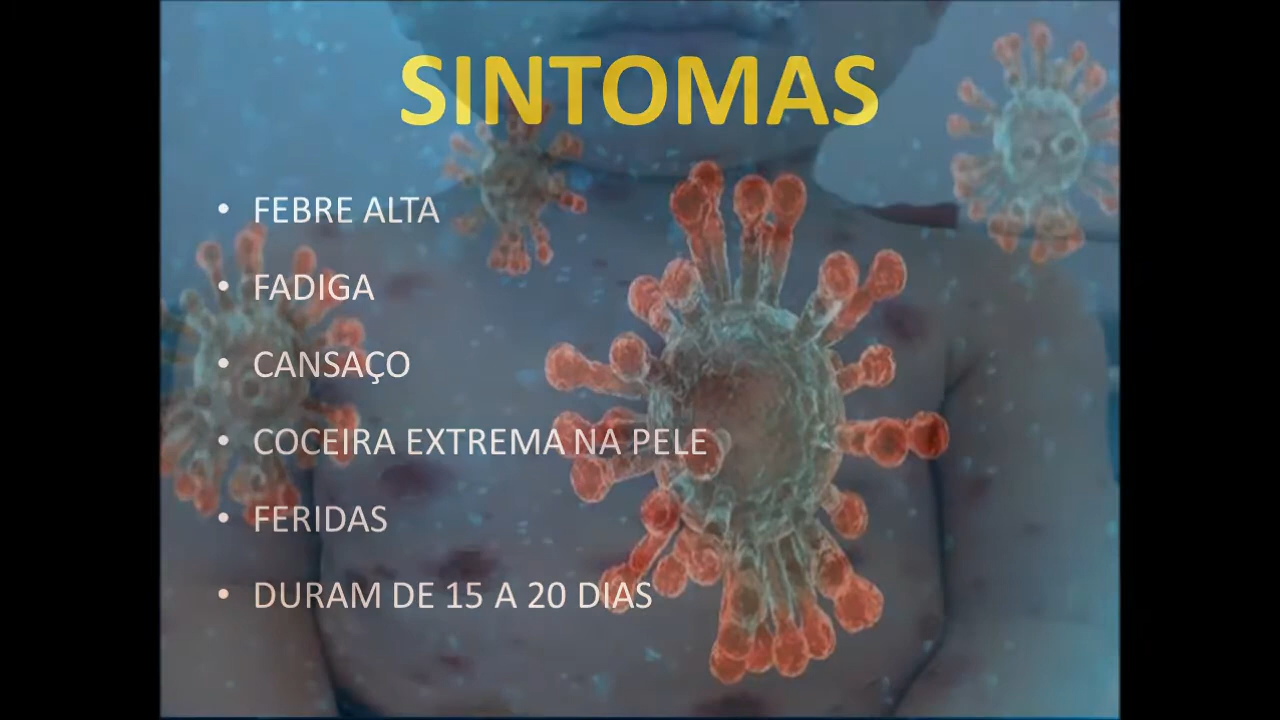 SINTOMAS
• FEBRE ALTA
• FADIGA
• CANSAÇO
• COCEIRA EXTREMA NA PELE
• FERIDAS
• DURAM DE 15 A 20 DIAS